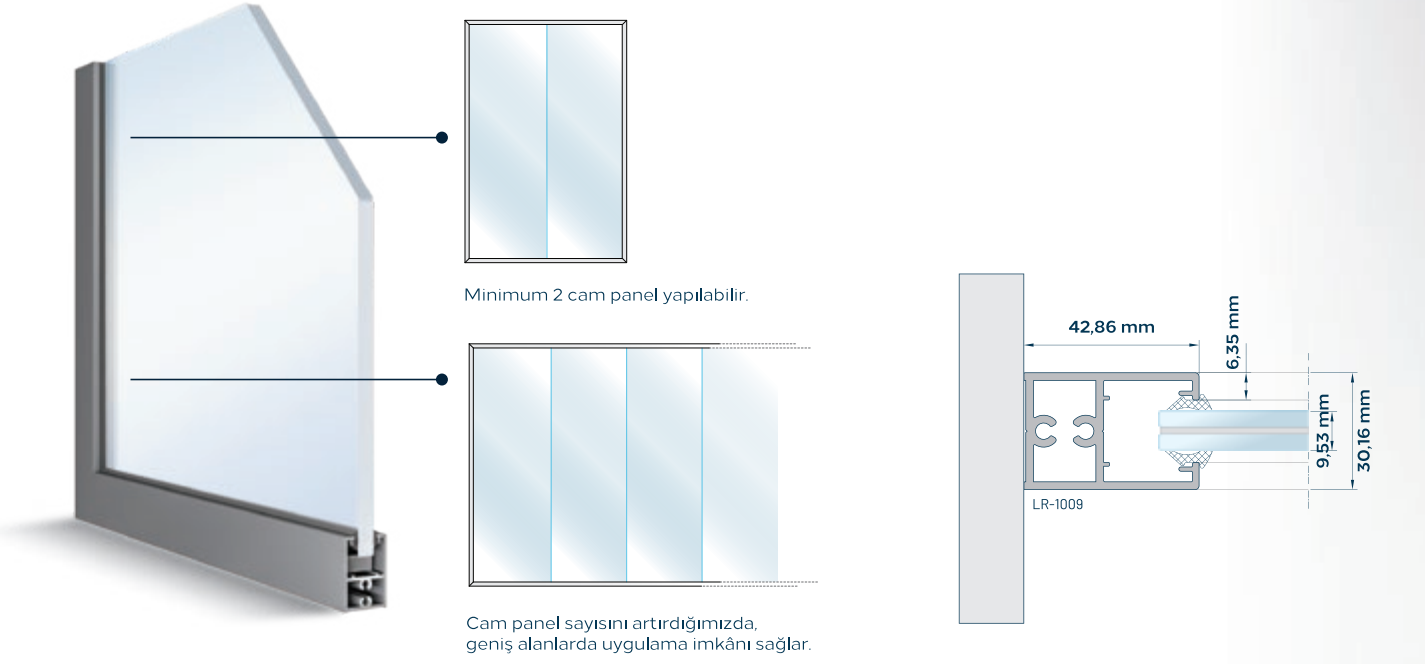 Minimum 2 cam panel yapılabilir.
Cam panel sayısını artırdığımızda,
geniş alanlarda uygulama imkânı sağlar.
42,86 mm
6,35 mm
9,53 mm
30,16 mm
LR-1009